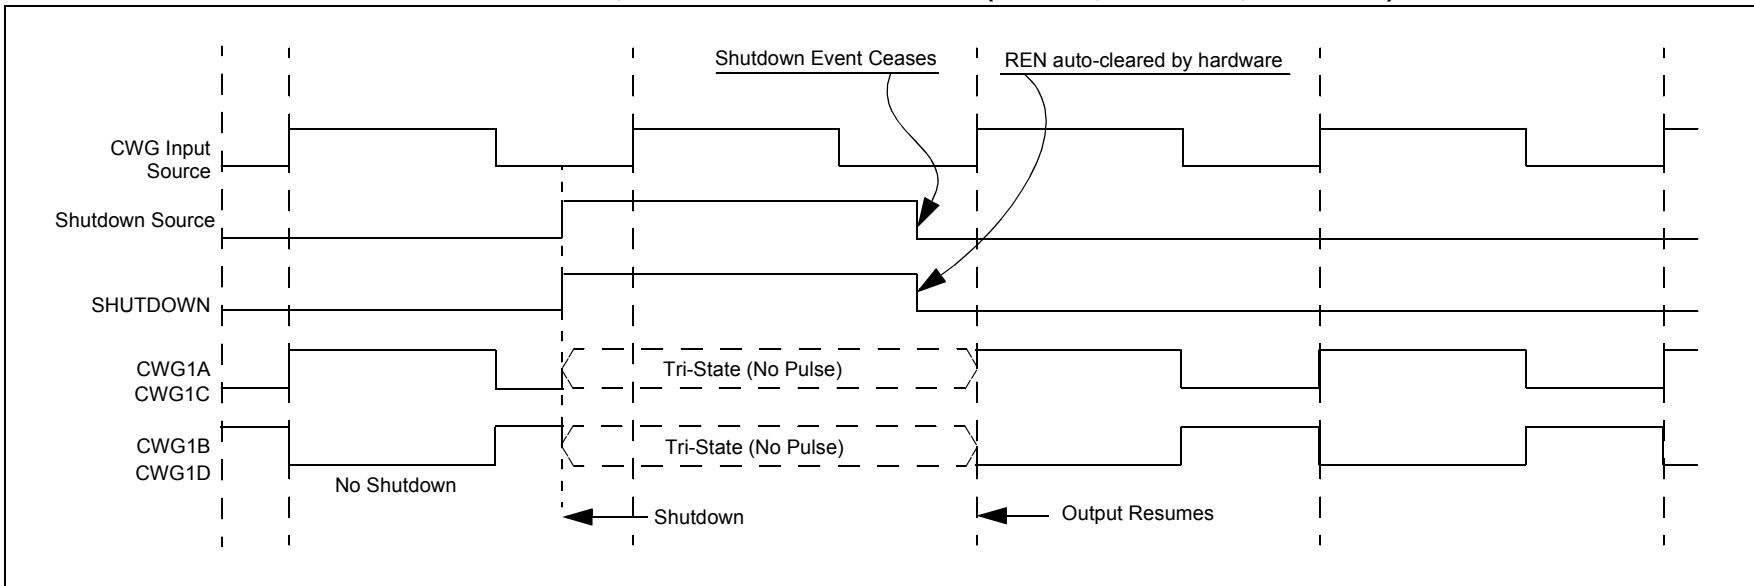 Shutdown Event Ceases
REN auto-cleared by hardware
CWG Input
Source
Shutdown Source
SHUTDOWN
CWG1A
CWG1C
Tri-State (No Pulse)
CWG1B
CWG1D
Tri-State (No Pulse)
No Shutdown
Shutdown
Output Resumes